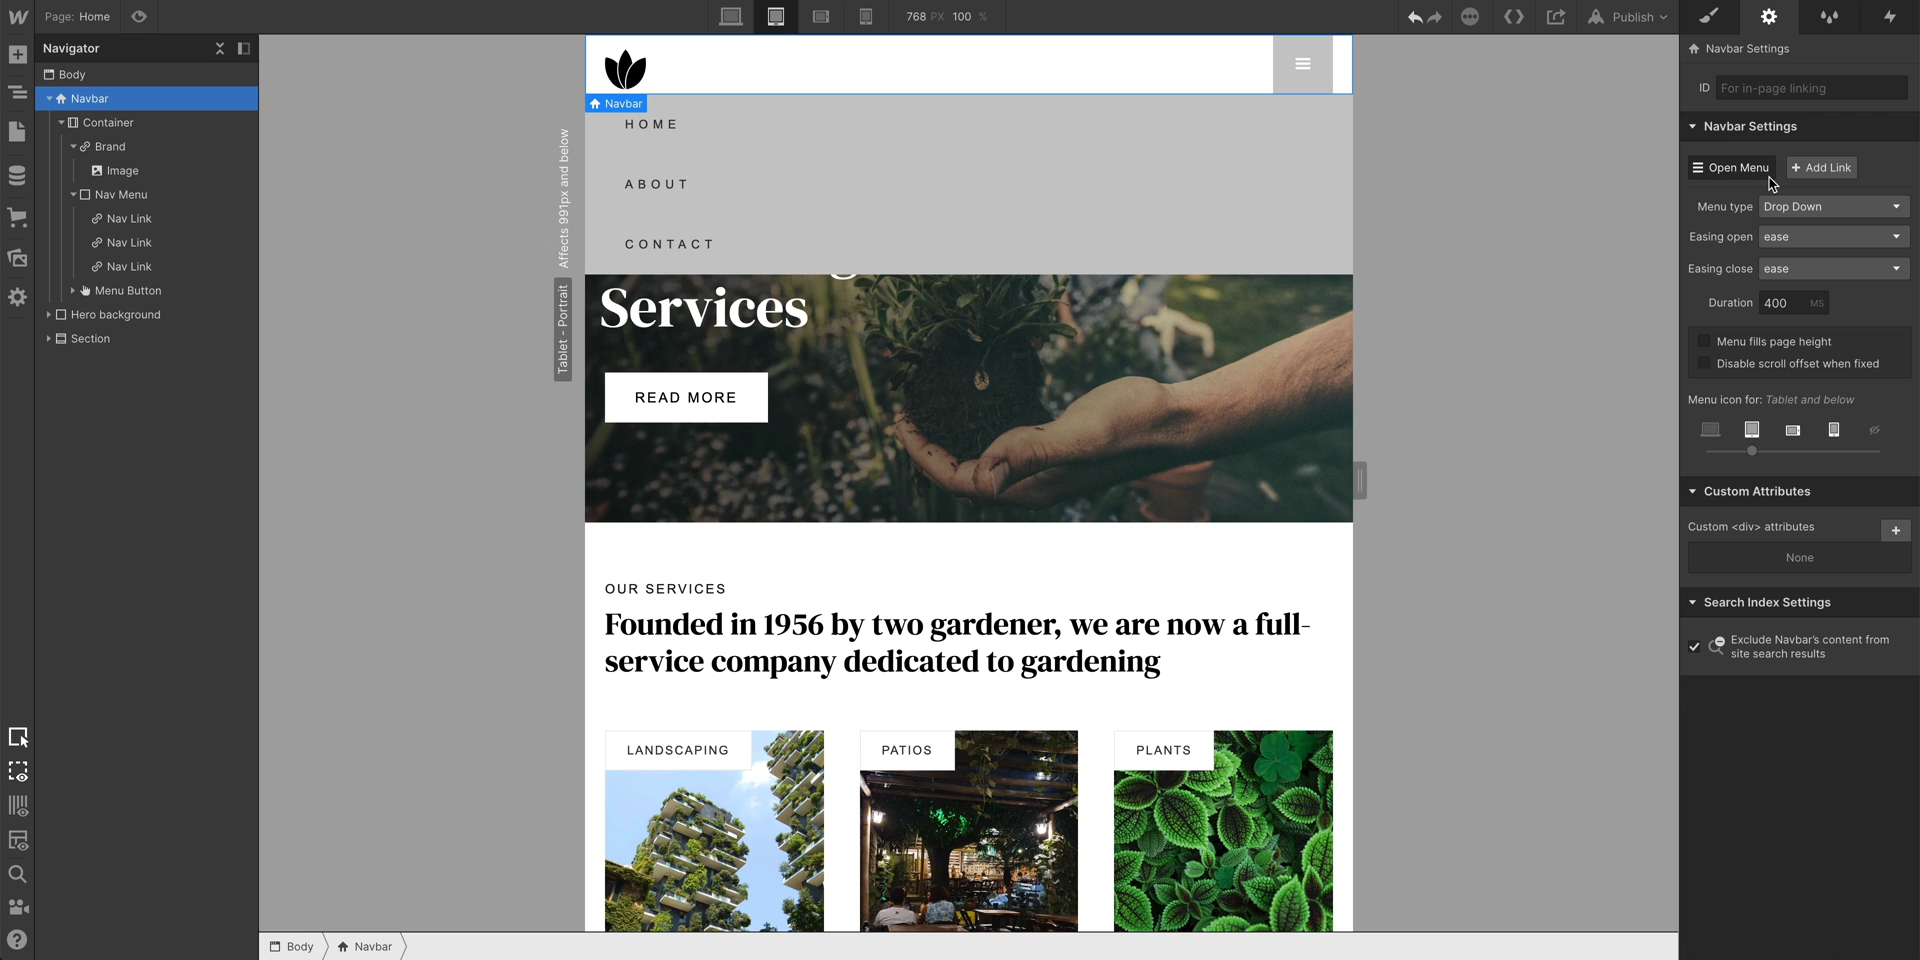 Page: Home
768 PX 100 %
Publish
Navigator
Body
Navbar
Container
Brand
Image
Nav Menu
Nav Link
Nav Link
Nav Link
Menu Button
Hero background
Section
Affects 991px and below
Tablet - Portrait
Navbar
HOME
ABOUT
CONTACT
Services
READ MORE
OUR SERVICES
Founded in 1956 by two gardener, we are now a full-
service company dedicated to gardening
LANDSCAPING
PATIOS
PLANTS
Body
Navbar
Navbar Settings
ID For in-page linking
Navbar Settings
Open Menu
Add Link
Menu type Drop Down
Easing open ease
Easing close ease
Duration 400 MS
Menu fills page height
Disable scroll offset when fixed
Menu icon for: Tablet and below
Custom Attributes
Custom <div> attributes
None
Search Index Settings
Exclude Navbar's content from
site search results